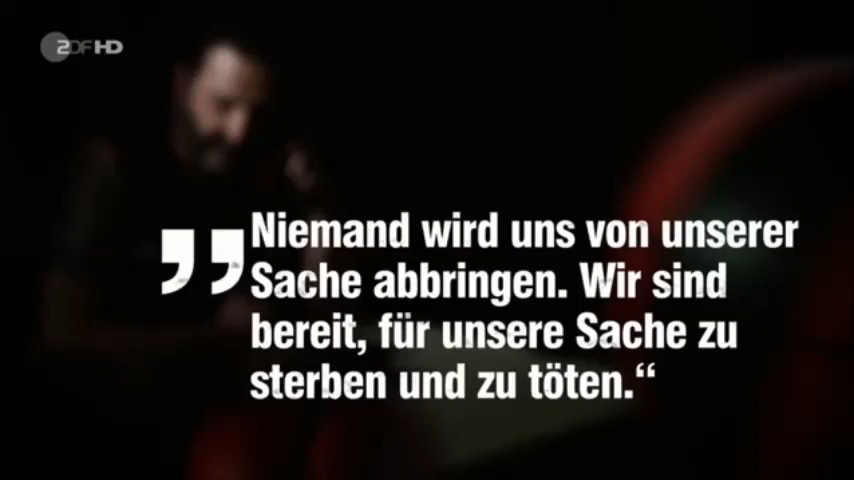 ZDF HD
„Niemand wird uns von unserer
Sache abbringen. Wir sind
bereit, für unsere Sache zu
sterben und zu töten.“